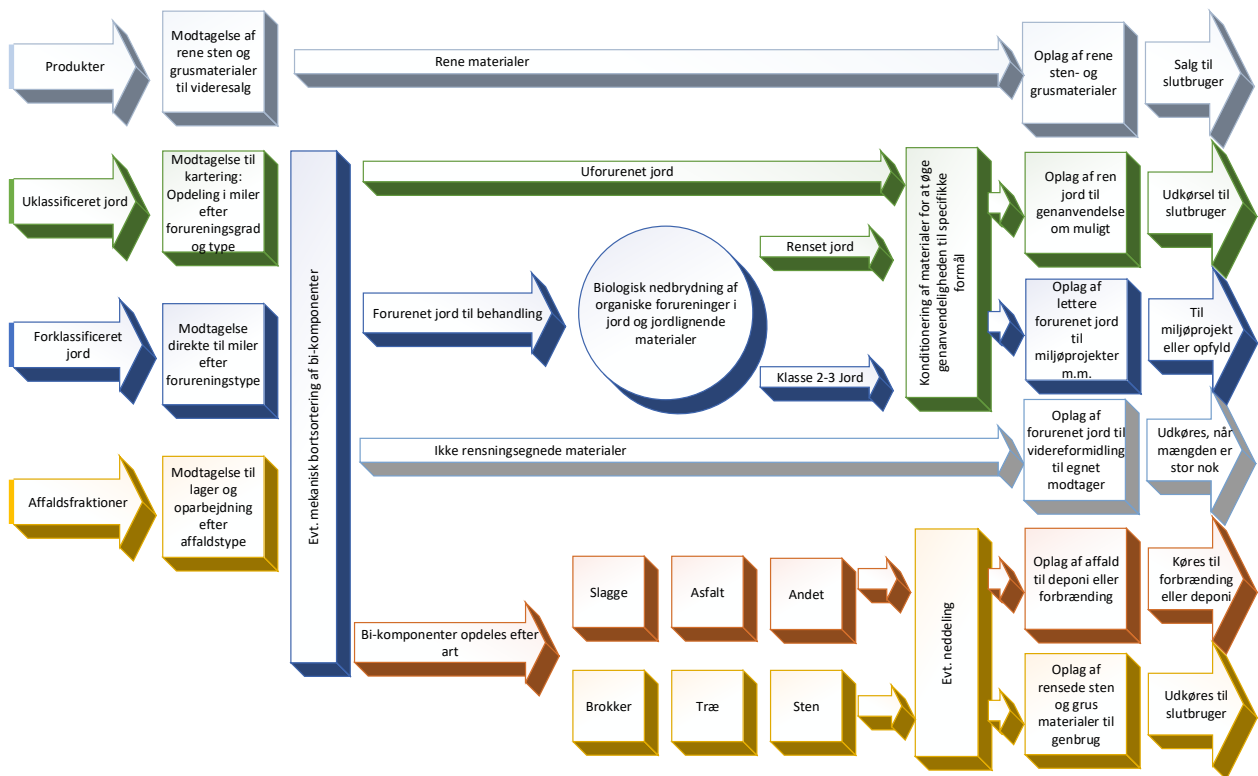 Produkter
Modtagelse af
rene sten og
grusmaterialer
til videresalg
Rene materialer
Oplag af rene
sten- og
grusmaterialer
Salg til
slutbruger
Uklassificeret jord
Modtagelse til
kartering:
Opdeling i miler
efter
forureningsgrad
og type
Evt. mekanisk bortsortering af bi-komponenter
Uforurenet jord
Renset jord
Konditionering af materialer for at øge
genanvendeligheden til specifikke
formål
Oplag af ren
jord til
genanvendelse
om muligt
Udkørsel til
slutbruger
Forklassificeret
jord
Modtagelse
direkte til miler
efter
forureningstype
Forurenet jord til behandling
Biologisk nedbrydning af
organiske forureninger i
jord og jordlignende
materialer
Klasse 2-3 Jord
Oplag af
lettere
forurenet jord
til
miljøprojekter
m.m.
Til
miljøprojekt
eller opfyld
Ikke rensningsegnede materialer
Oplag af
forurenet jord til
videreformidling
til egnet
modtager
Udkøres, når
mængden er
stor nok
Affaldsfraktioner
Modtagelse til
lager og
oparbejdning
efter
affaldstype
Bi-komponenter opdeles efter
art
Slagge
Asfalt
Andet
Brokker
Træ
Sten
Evt. neddeling
Oplag af affald
til deponi eller
forbrænding
Køres til
forbrænding
eller deponi
Oplag af
rensede sten
og grus
materialer til
genbrug
Udkøres til
slutbruger